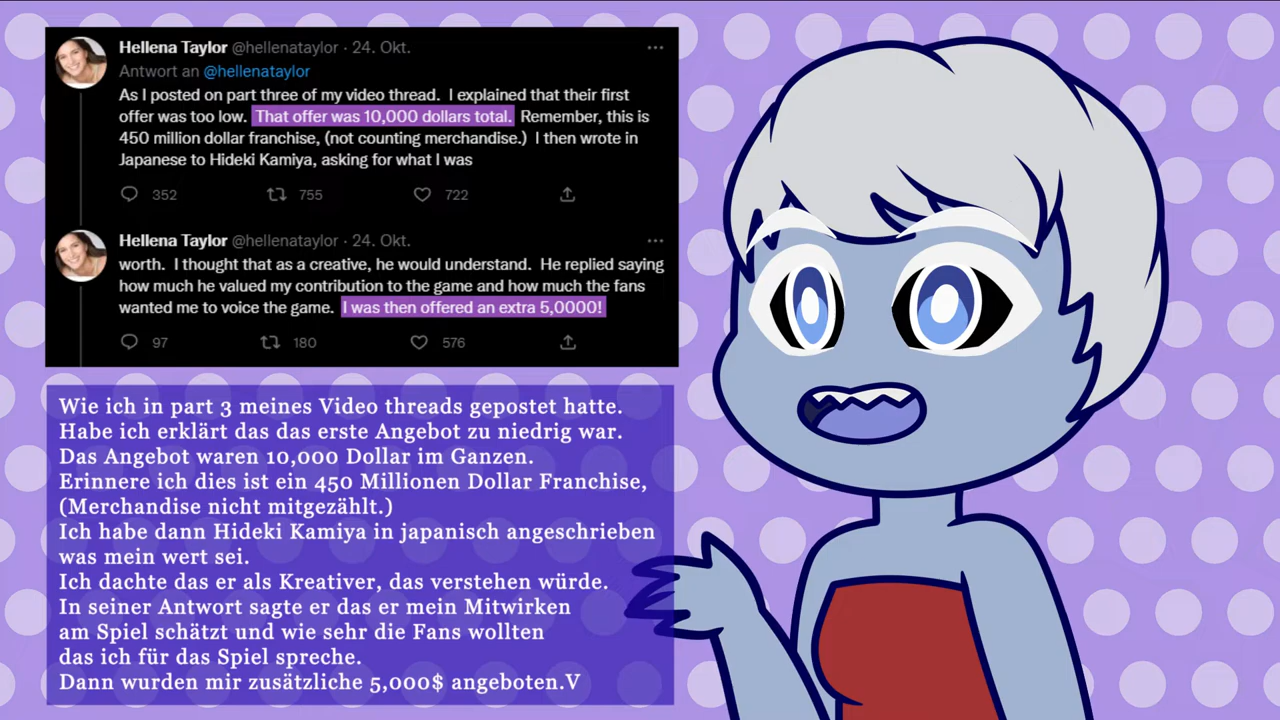 Hellena Taylor @hellenataylor · 24. Okt.
Antwort an @hellenataylor
As I posted on part three of my video thread. I explained that their first
offer was too low. That offer was 10,000 dollars total. Remember, this is
450 million dollar franchise, (not counting merchandise.) I then wrote in
Japanese to Hideki Kamiya, asking for what I was
352 755 722
Hellena Taylor @hellenataylor · 24. Okt.
worth. I thought that as a creative, he would understand. He replied saying
how much he valued my contribution to the game and how much the fans
wanted me to voice the game. I was then offered an extra 5,0000!
97 180 576
Wie ich in part 3 meines Video threads gepostet hatte.
Habe ich erklärt das das erste Angebot zu niedrig war.
Das Angebot waren 10,000 Dollar im Ganzen.
Erinnere ich dies ist ein 450 Millionen Dollar Franchise,
(Merchandise nicht mitgezählt.)
Ich habe dann Hideki Kamiya in japanisch angeschrieben
was mein wert sei.
Ich dachte das er als Kreativer, das verstehen würde.
In seiner Antwort sagte er das er mein Mitwirken
am Spiel schätzt und wie sehr die Fans wollten
das ich für das Spiel spreche.
Dann wurden mir zusätzliche 5,000$ angeboten.V